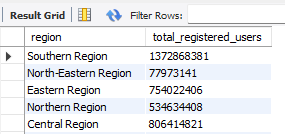 Result Grid Filter Rows:
region total_registered_users
Southern Region 1372868381
North-Eastern Region 77973141
Eastern Region 754022406
Northern Region 534634408
Central Region 806414821